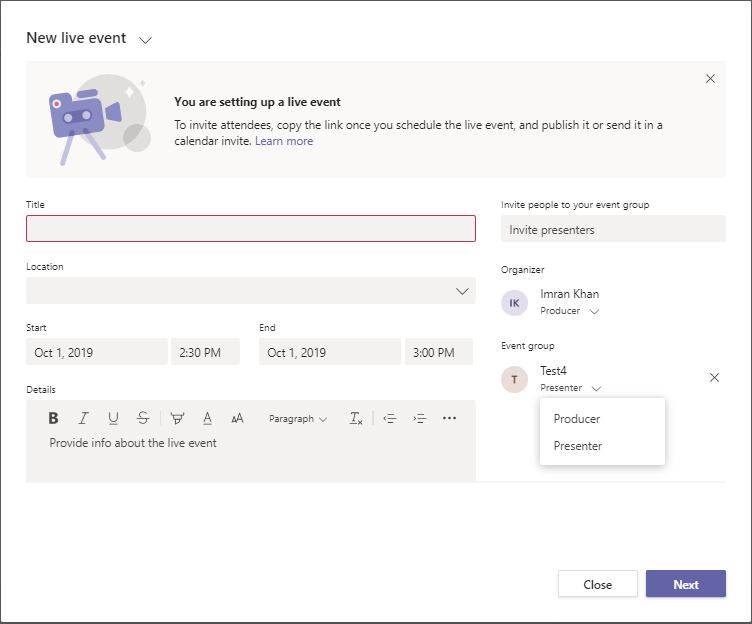 New live event
You are setting up a live event
To invite attendees, copy the link once you schedule the live event, and publish it or send it in a
calendar invite. Learn more
Title
Location
Start
End
Oct 1, 2019
2:30 PM
Oct 1, 2019
3:00 PM
Details
B I U S A AA Paragraph Tx
Provide info about the live event
Invite people to your event group
Invite presenters
Organizer
IK
Imran Khan
Producer
Event group
T
Test4
Presenter
Producer
Presenter
Close
Next